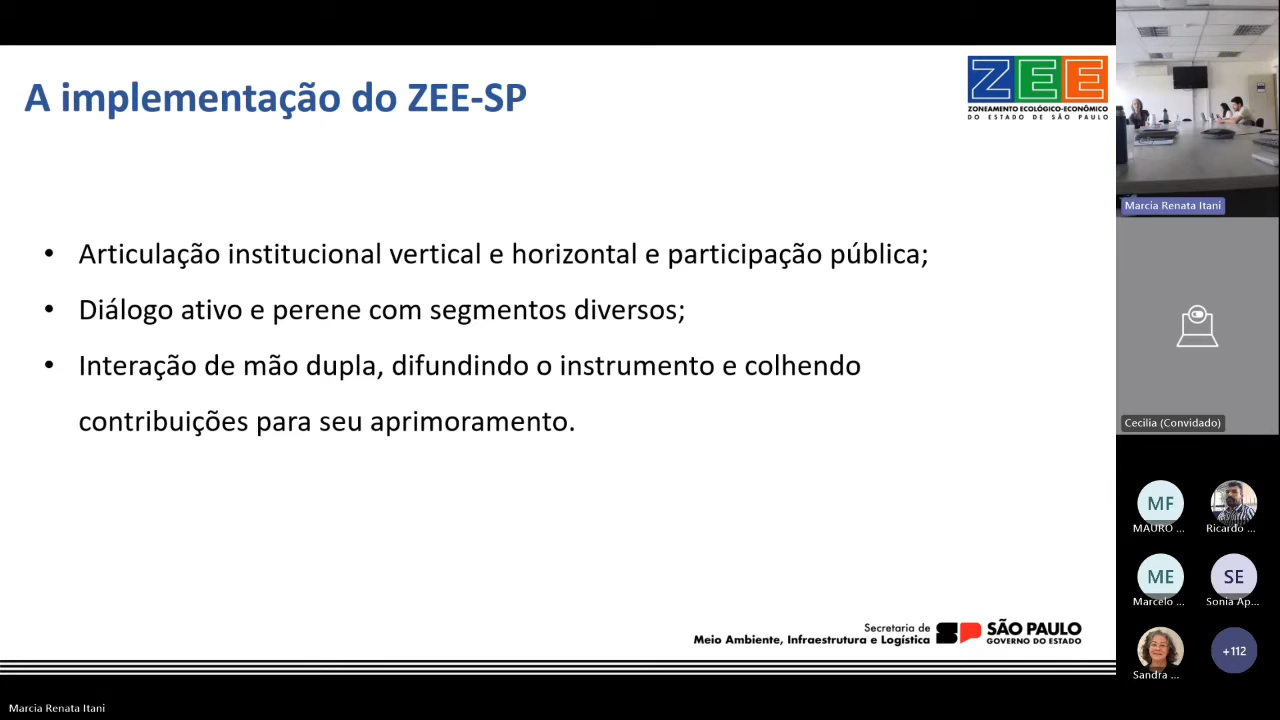 A implementação do ZEE-SP
ZEE
ZONEAMENTO ECOLÓGICO-ECONÔMICO
DO ESTADO DE SÃO PAULO
• Articulação institucional vertical e horizontal e participação pública;
• Diálogo ativo e perene com segmentos diversos;
• Interação de mão dupla, difundindo o instrumento e colhendo
contribuições para seu aprimoramento.
Secretaria de
Meio Ambiente, Infraestrutura e Logística
SP
SÃO PAULO
GOVERNO DO ESTADO
Marcia Renata Itani
Marcia Renata Itani
Cecilia (Convidado)
MF
MAURO ...
Ricardo ...
ME
SE
Marcelo ...
Sonia Ap...
Sandra ...
+112